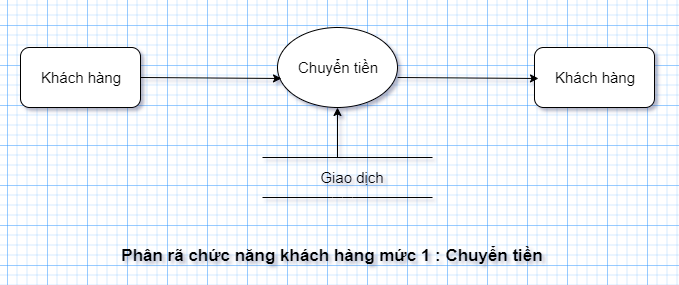 Khách hàng
Chuyển tiền
Khách hàng
Giao dịch
Phân rã chức năng khách hàng mức 1 : Chuyển tiền